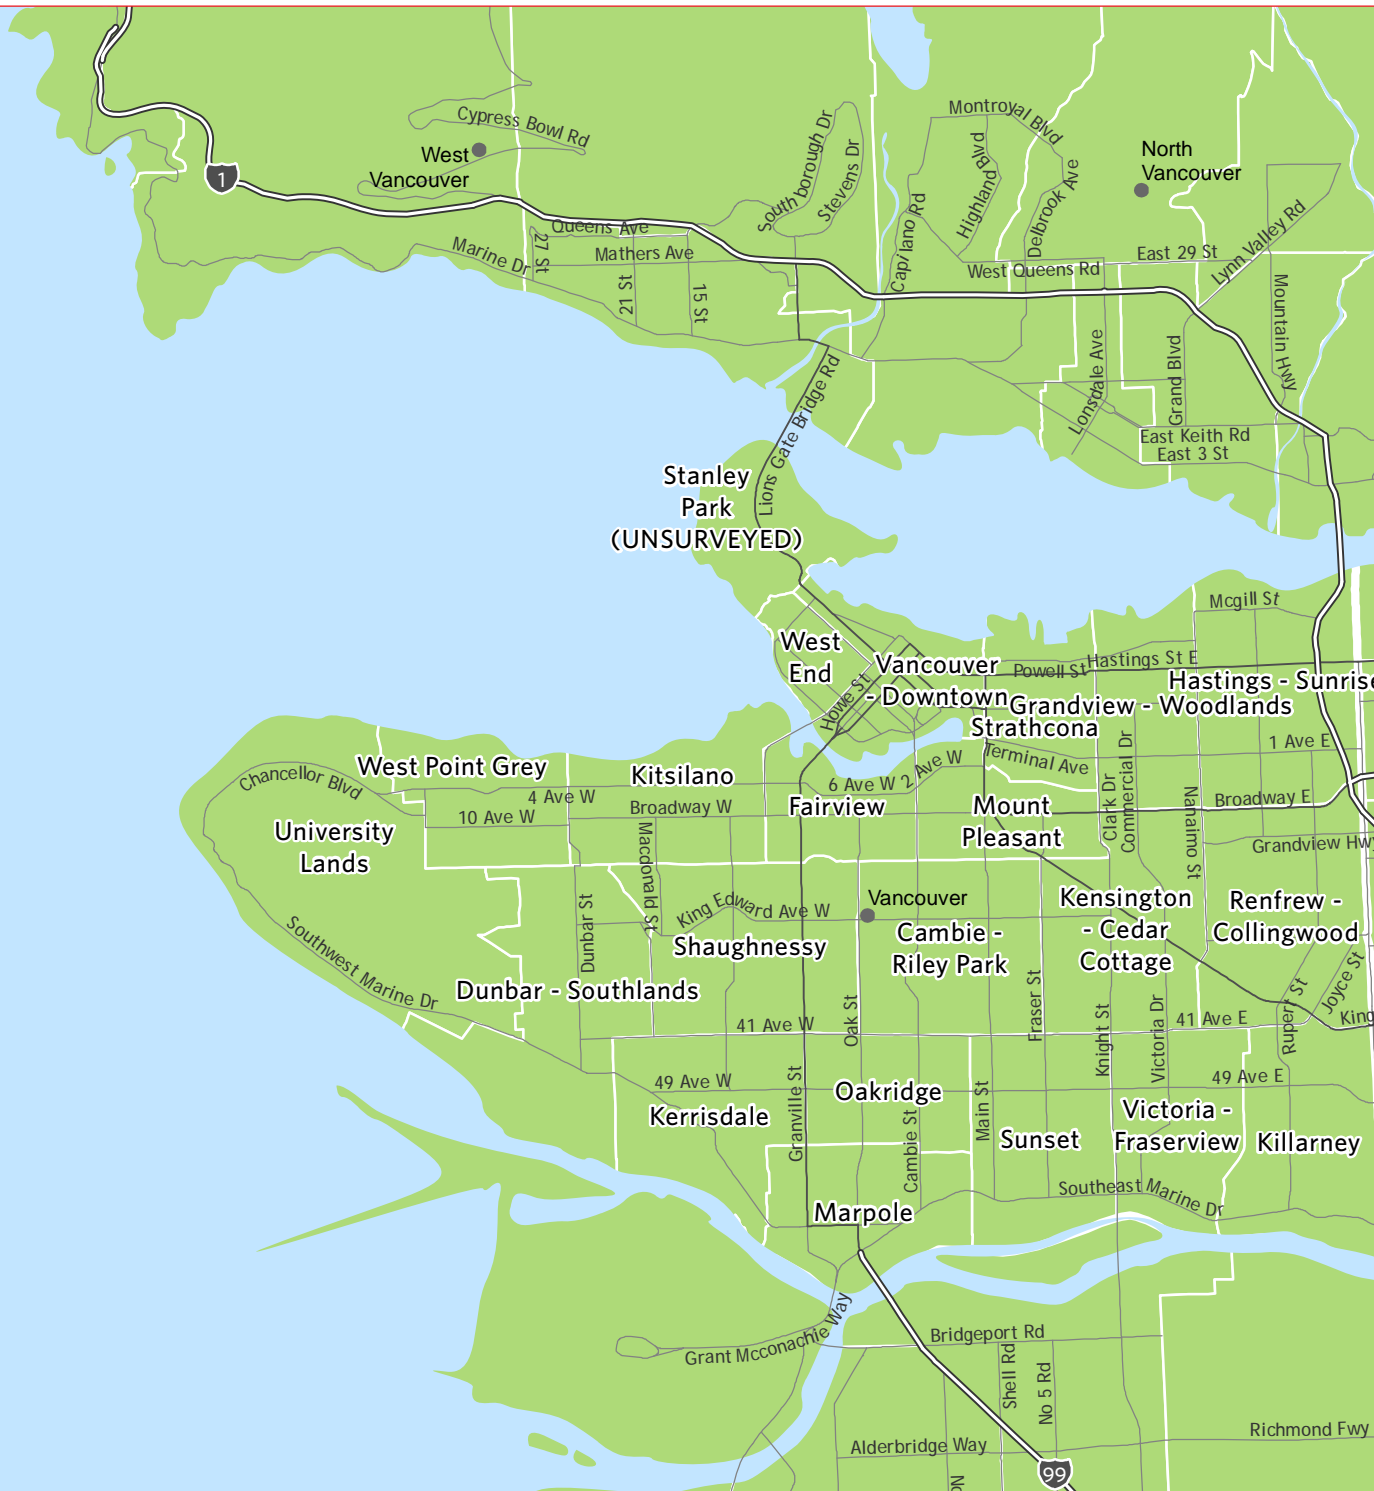 Cypress Bowl Rd
West
Vancouver
1
Queens Ave
Marine Dr
27 St
Mathers Ave
21 St
15 St
Southborough Dr
Stevens Dr
Montroyal Blvd
Highland Blvd
Delbrook Ave
Capilano Rd
North
Vancouver
West Queens Rd
East 29 St
Lynn Valley Rd
Mountain Hwy
Lonsdale Ave
Grand Blvd
East Keith Rd
East 3 St
Lions Gate Bridge Rd
Stanley
Park
(UNSURVEYED)
West
End
Howe St
Vancouver
- Downtown
Mcgill St
Powell St
Hastings St E
Hastings - Sunrise
Grandview - Woodlands
Strathcona
Terminal Ave
1 Ave E
Clark Dr
Commercial Dr
Nanaimo St
Broadway E
Grandview Hwy
West Point Grey
Kitsilano
Chancellor Blvd
4 Ave W
10 Ave W
Broadway W
6 Ave W
2 Ave W
Fairview
Mount
Pleasant
University
Lands
Macdonald St
Dunbar St
King Edward Ave W
Vancouver
Shaughnessy
Cambie -
Riley Park
Kensington
- Cedar
Cottage
Renfrew -
Collingwood
Southwest Marine Dr
Dunbar - Southlands
41 Ave W
Oak St
Fraser St
Knight St
Victoria Dr
41 Ave E
Rupert St
Joyce St
King
49 Ave W
49 Ave E
Granville St
Oakridge
Kerrisdale
Cambie St
Main St
Sunset
Victoria -
Fraserview
Killarney
Southeast Marine Dr
Marpole
Grant Mcconachie Way
Bridgeport Rd
Shell Rd
No 5 Rd
Alderbridge Way
Richmond Fwy
No
99